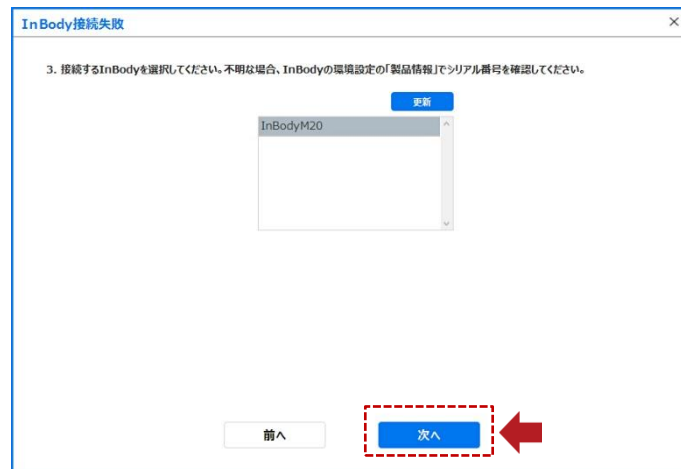 InBody接続失敗
3. 接続するInBodyを選択してください。不明な場合、InBodyの環境設定の「製品情報」でシリアル番号を確認してください。
更新
InBodyM20
前へ
次へ